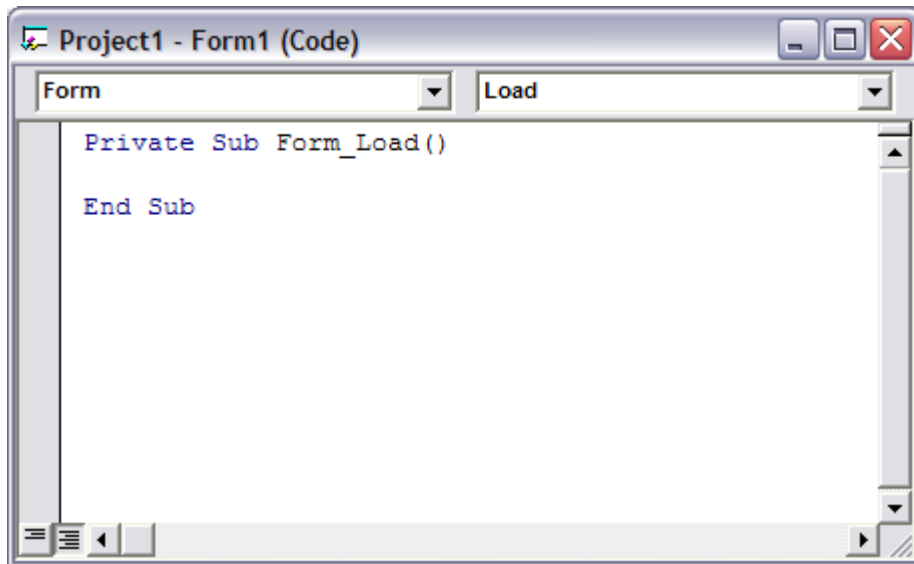 Project1 - Form1 (Code)
Form
Load
Private Sub Form_Load()
End Sub